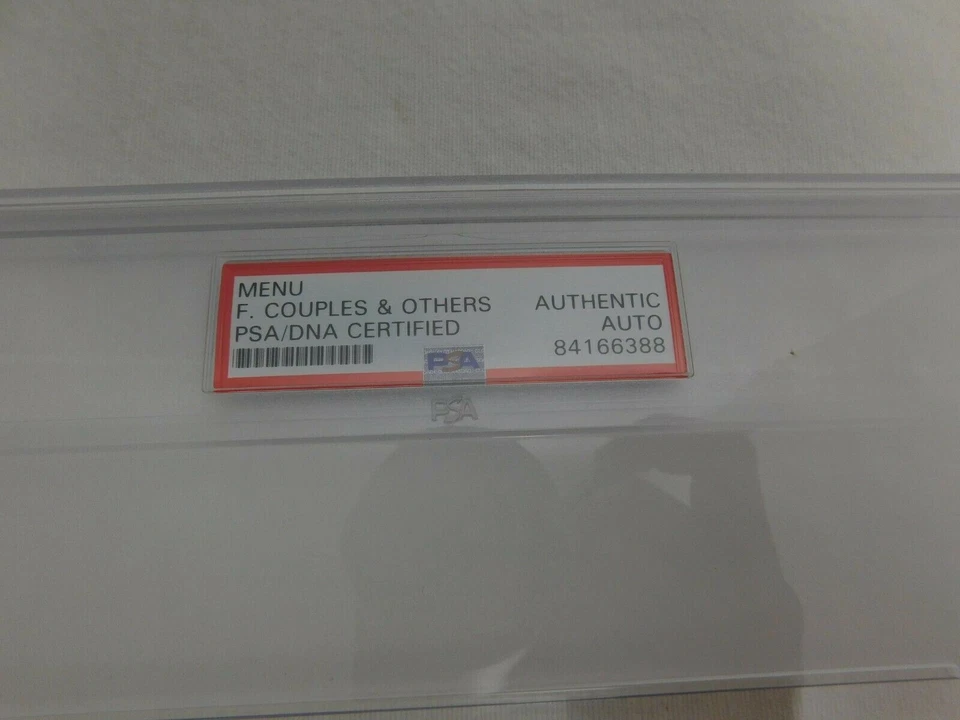 MENU
F. COUPLES & OTHERS
PSA/DNA CERTIFIED
AUTHENTIC
AUTO
84166388
PSA
PSA